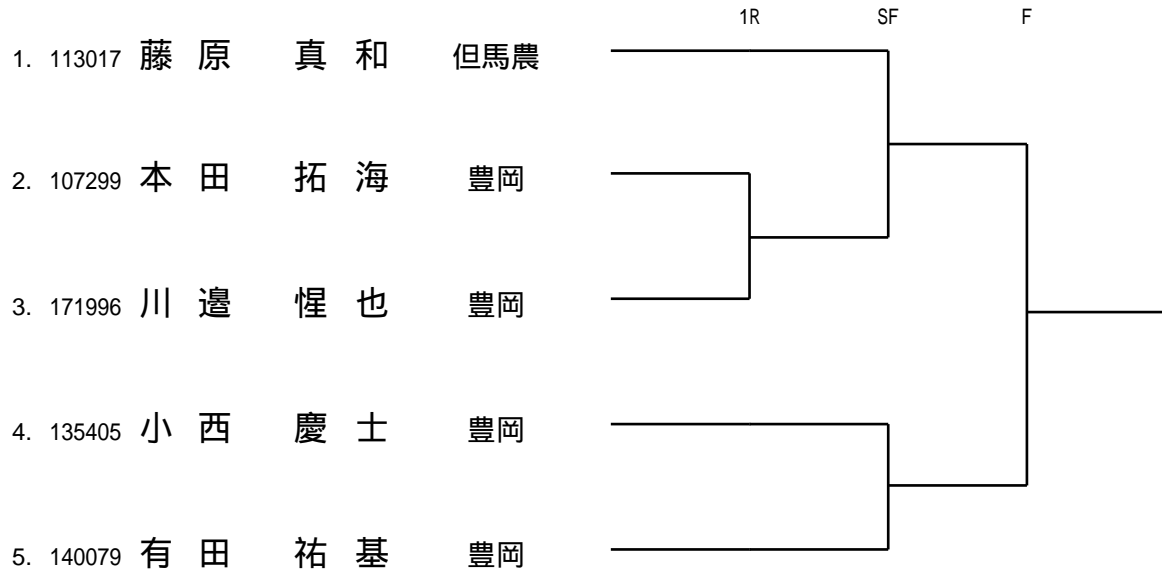 1R SF F
1. 113017 藤原 真和 但馬農
2. 107299 本田 拓海 豊岡
3. 171996 川邉 惺也 豊岡
4. 135405 小西 慶士 豊岡
5. 140079 有田 祐基 豊岡